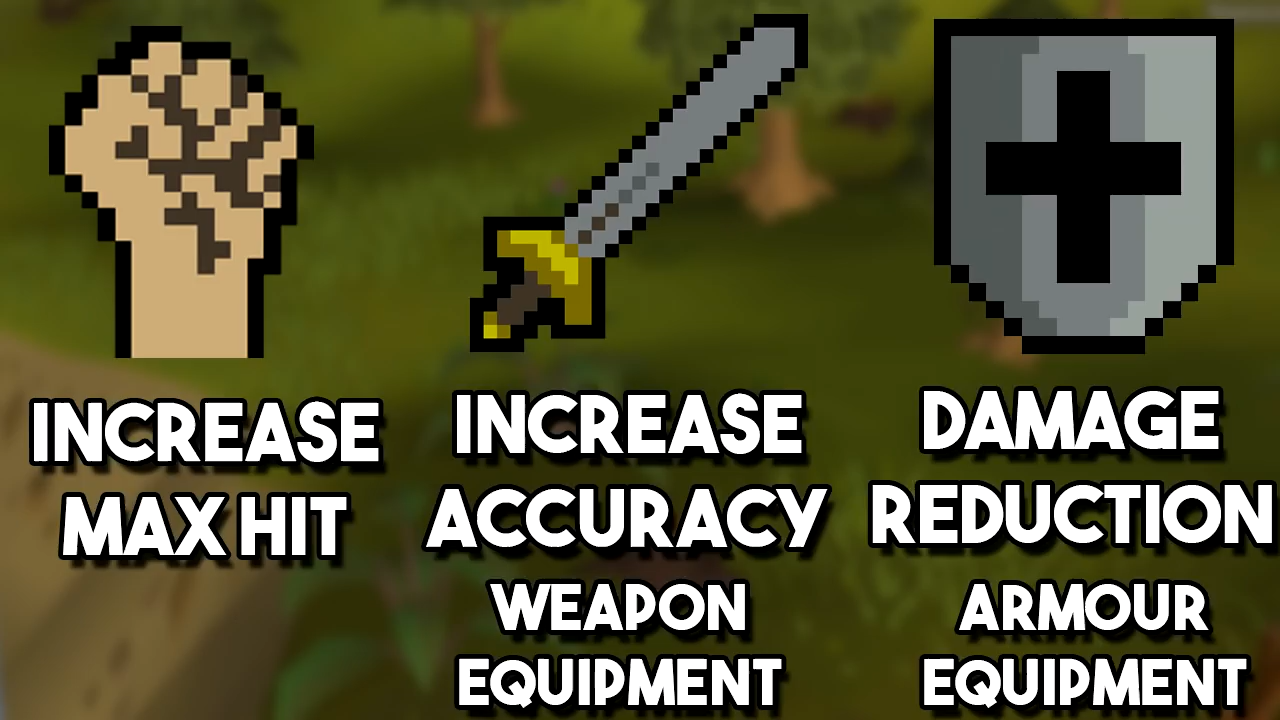 INCREASE
MAX HIT
INCREASE
ACCURACY
WEAPON
EQUIPMENT
DAMAGE
REDUCTION
ARMOUR
EQUIPMENT